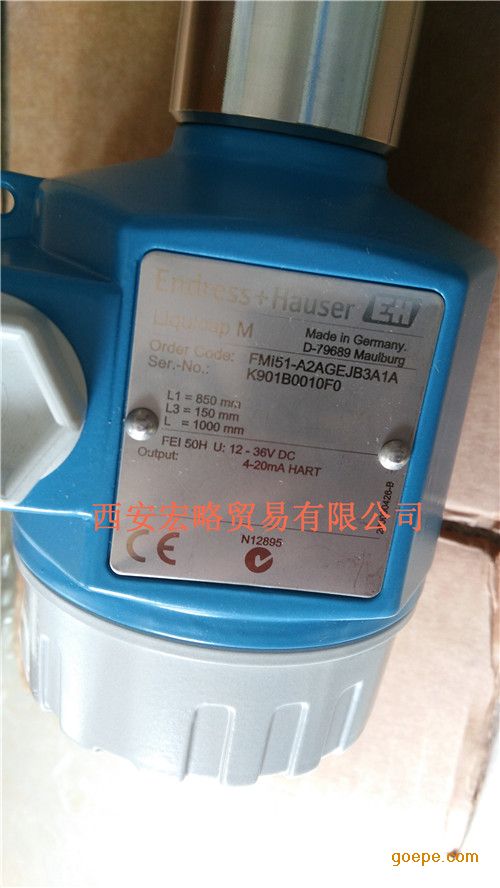 Endress+Hauser EH
Liquicap M
Made in Germany.
D-79689 Maulburg
Order Code: FMI51-A2AGEJB3A1A
Ser.-No.: K901B0010F0
L1 = 850 mm
L3 = 150 mm
L = 1000 mm
FEI 50H U: 12 - 36V DC
Output: 4-20mA HART
西安宏略贸易有限公司
CE
N12895
goepe.com